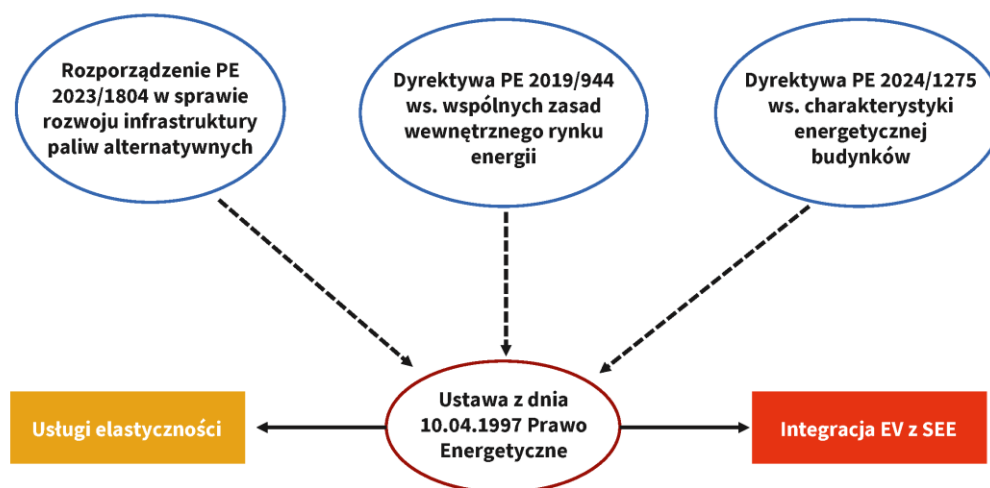 Rozporządzenie PE
2023/1804 w sprawie
rozwoju infrastruktury
paliw alternatywnych
Dyrektywa PE 2019/944
ws. wspólnych zasad
wewnętrznego rynku
energii
Dyrektywa PE 2024/1275
ws. charakterystyki
energetycznej
budynków
Usługi elastyczności
Ustawa z dnia
10.04.1997 Prawo
Energetyczne
Integracja EV z SEE